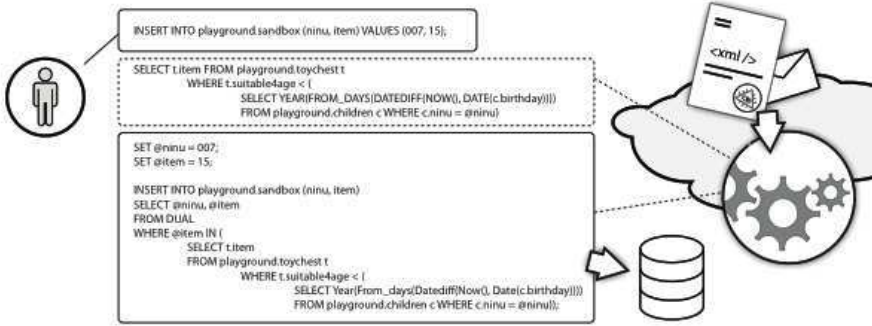 INSERT INTO playground.sandbox (ninu, item) VALUES (007, 15);
SELECT t.item FROM playground.toychest t
WHERE t.suitable4age < (
SELECT YEAR(FROM_DAYS(DATEDIFF(NOW(), DATE(c.birthday))))
FROM playground.children c WHERE c.ninu = @ninu)
SET @ninu = 007;
SET @item = 15;
INSERT INTO playground.sandbox (ninu, item)
SELECT @ninu, @item
FROM DUAL
WHERE @item IN (
SELECT t.item
FROM playground.toychest t
WHERE t.suitable4age < (
SELECT Year(From_days(Datediff(Now(), Date(c.birthday))))
FROM playground.children c WHERE c.ninu = @ninu));
<xml/>